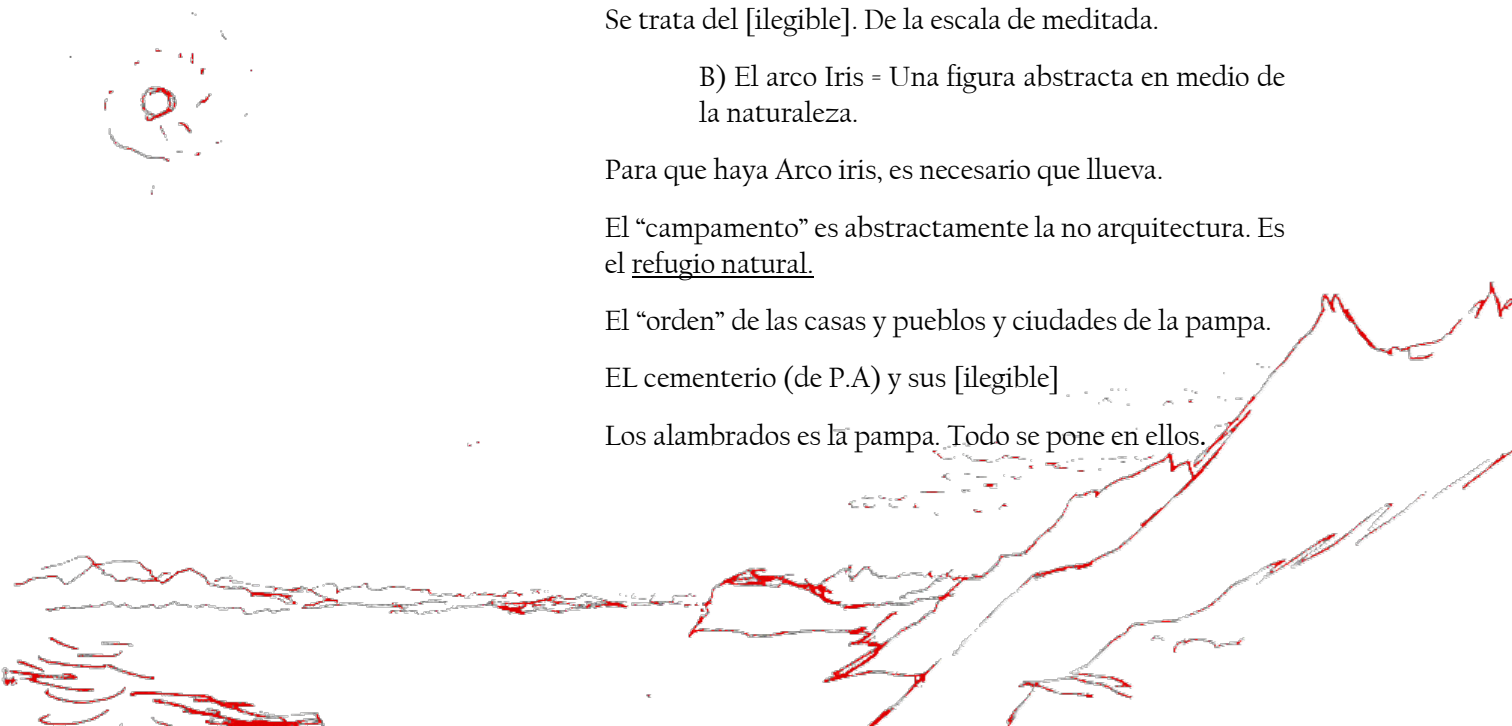 Se trata del [ilegible]. De la escala de meditada.
B) El arco Iris = Una figura abstracta en medio de
la naturaleza.
Para que haya Arco iris, es necesario que llueva.
El “campamento” es abstractamente la no arquitectura. Es
el refugio natural.
El “orden” de las casas y pueblos y ciudades de la pampa.
EL cementerio (de P.A) y sus [ilegible]
Los alambrados es la pampa. Todo se pone en ellos.